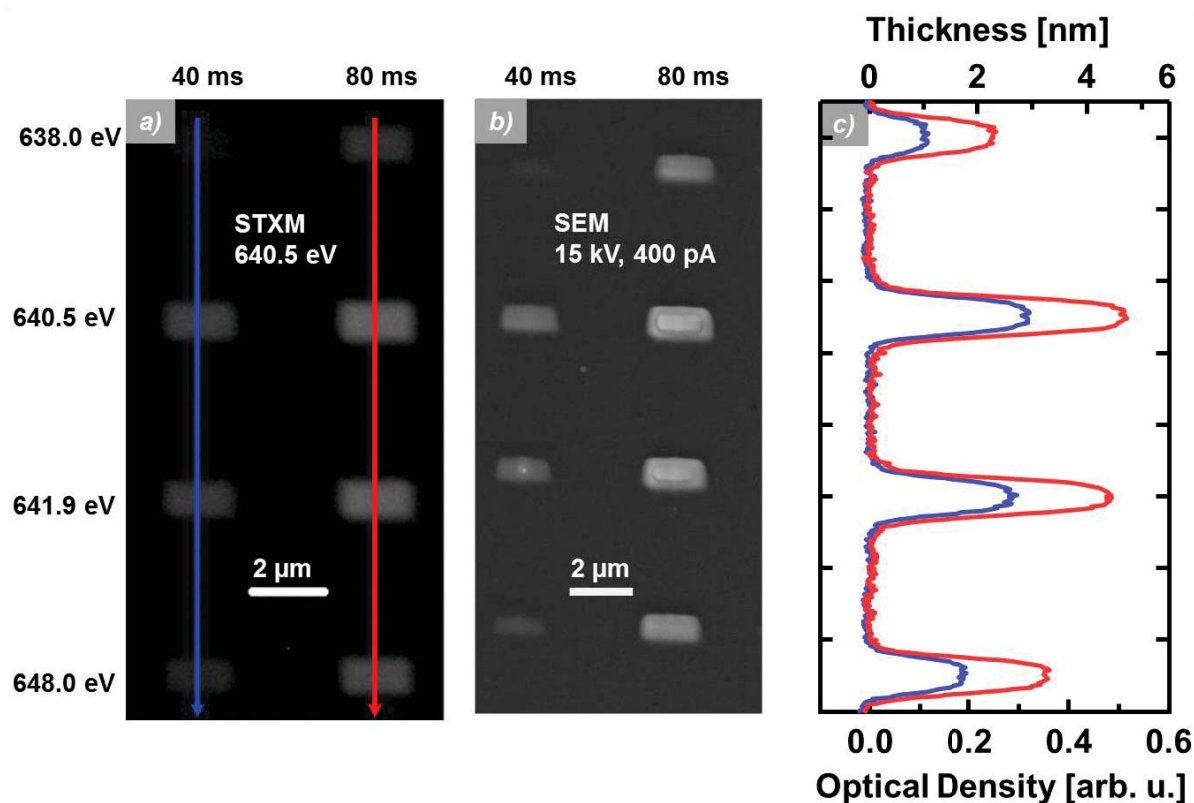 40 ms 80 ms
a)
638.0 eV
STXM
640.5 eV
640.5 eV
641.9 eV
2 µm
648.0 eV
40 ms 80 ms
b)
SEM
15 kV, 400 pA
2 µm
Thickness [nm]
0 2 4 6
c)
0.0 0.2 0.4 0.6
Optical Density [arb. u.]